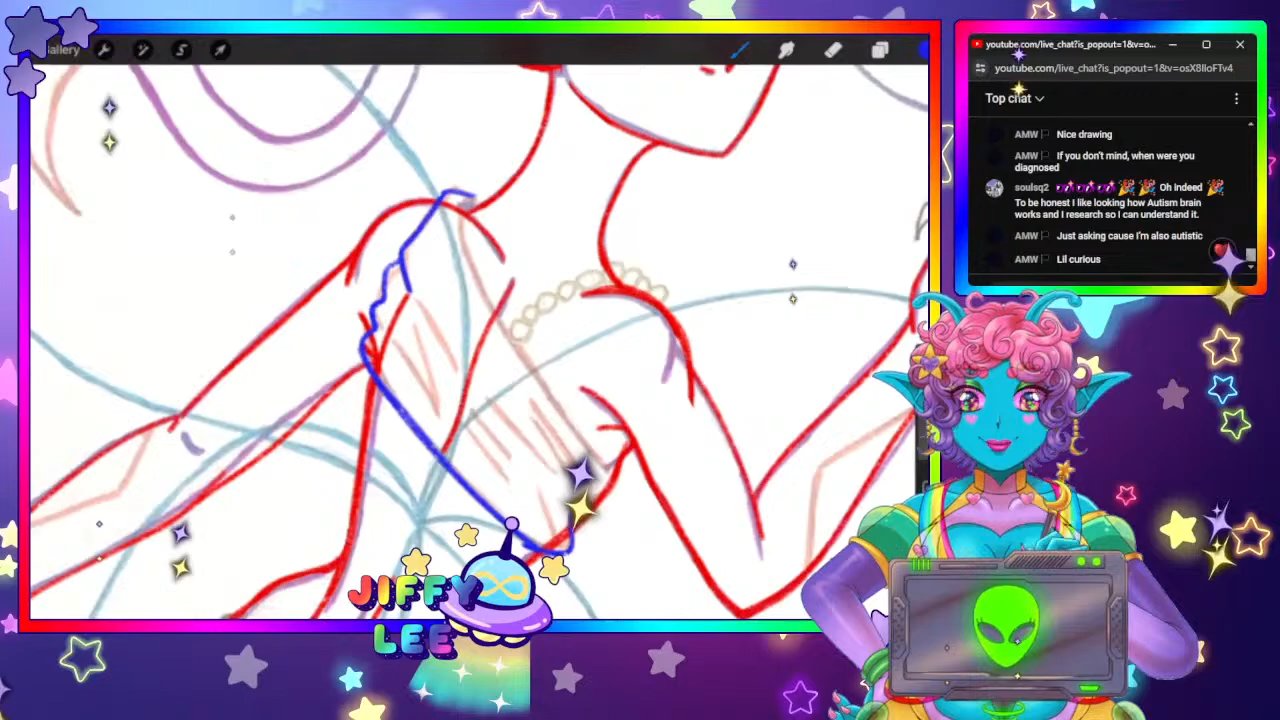 allery
youtube.com/live_chat?is_popout=1&v=o...
youtube.com/live_chat?is_popout=1&v=osX8IloFTv4
Top chat
AMW Nice drawing
AMW If you don't mind, when were you
diagnosed
soulsq2 Oh Indeed
To be honest I like looking how Autism brain
works and I research so I can understand it.
AMW Just asking cause I'm also autistic
AMW Lil curious
JIFFY
LEE